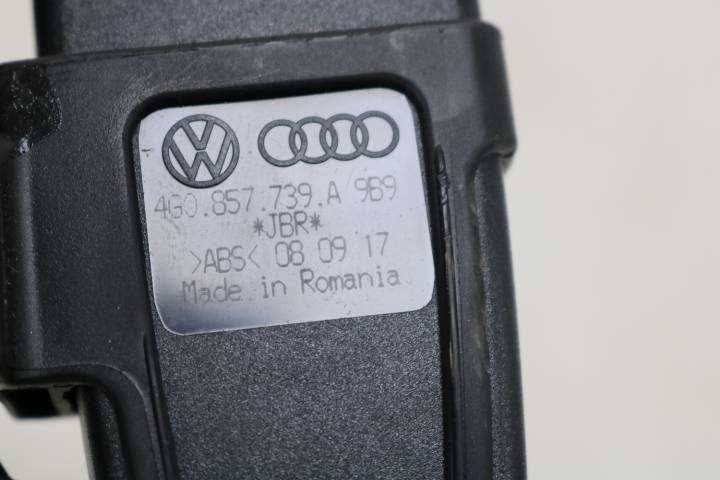 4G0.857.739.A 9B9
*JBR*
>ABS< 08 09 17
Made in Romania